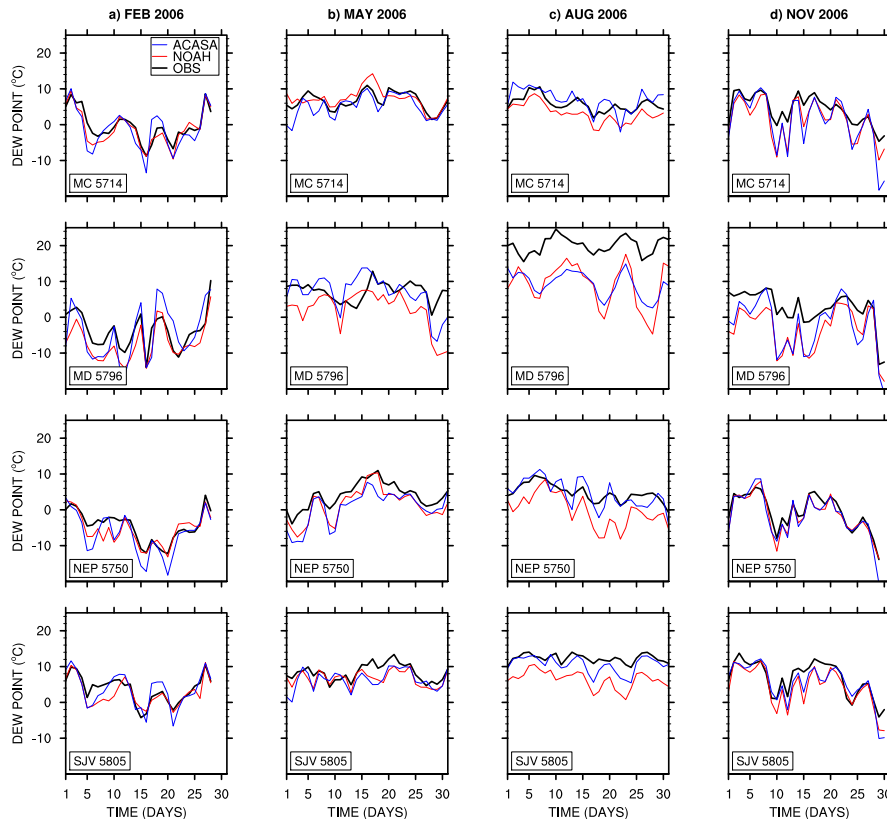 a) FEB 2006 b) MAY 2006 c) AUG 2006 d) NOV 2006
ACASA
NOAH
OBS
DEW POINT (°C)
20
10
0
-10
MC 5714 MC 5714 MC 5714 MC 5714
DEW POINT (°C)
20
10
0
-10
MD 5796 MD 5796 MD 5796 MD 5796
DEW POINT (°C)
20
10
0
-10
NEP 5750 NEP 5750 NEP 5750 NEP 5750
DEW POINT (°C)
20
10
0
-10
SJV 5805 SJV 5805 SJV 5805 SJV 5805
1 5 10 15 20 25 30 1 5 10 15 20 25 30 1 5 10 15 20 25 30 1 5 10 15 20 25 30
TIME (DAYS) TIME (DAYS) TIME (DAYS) TIME (DAYS)